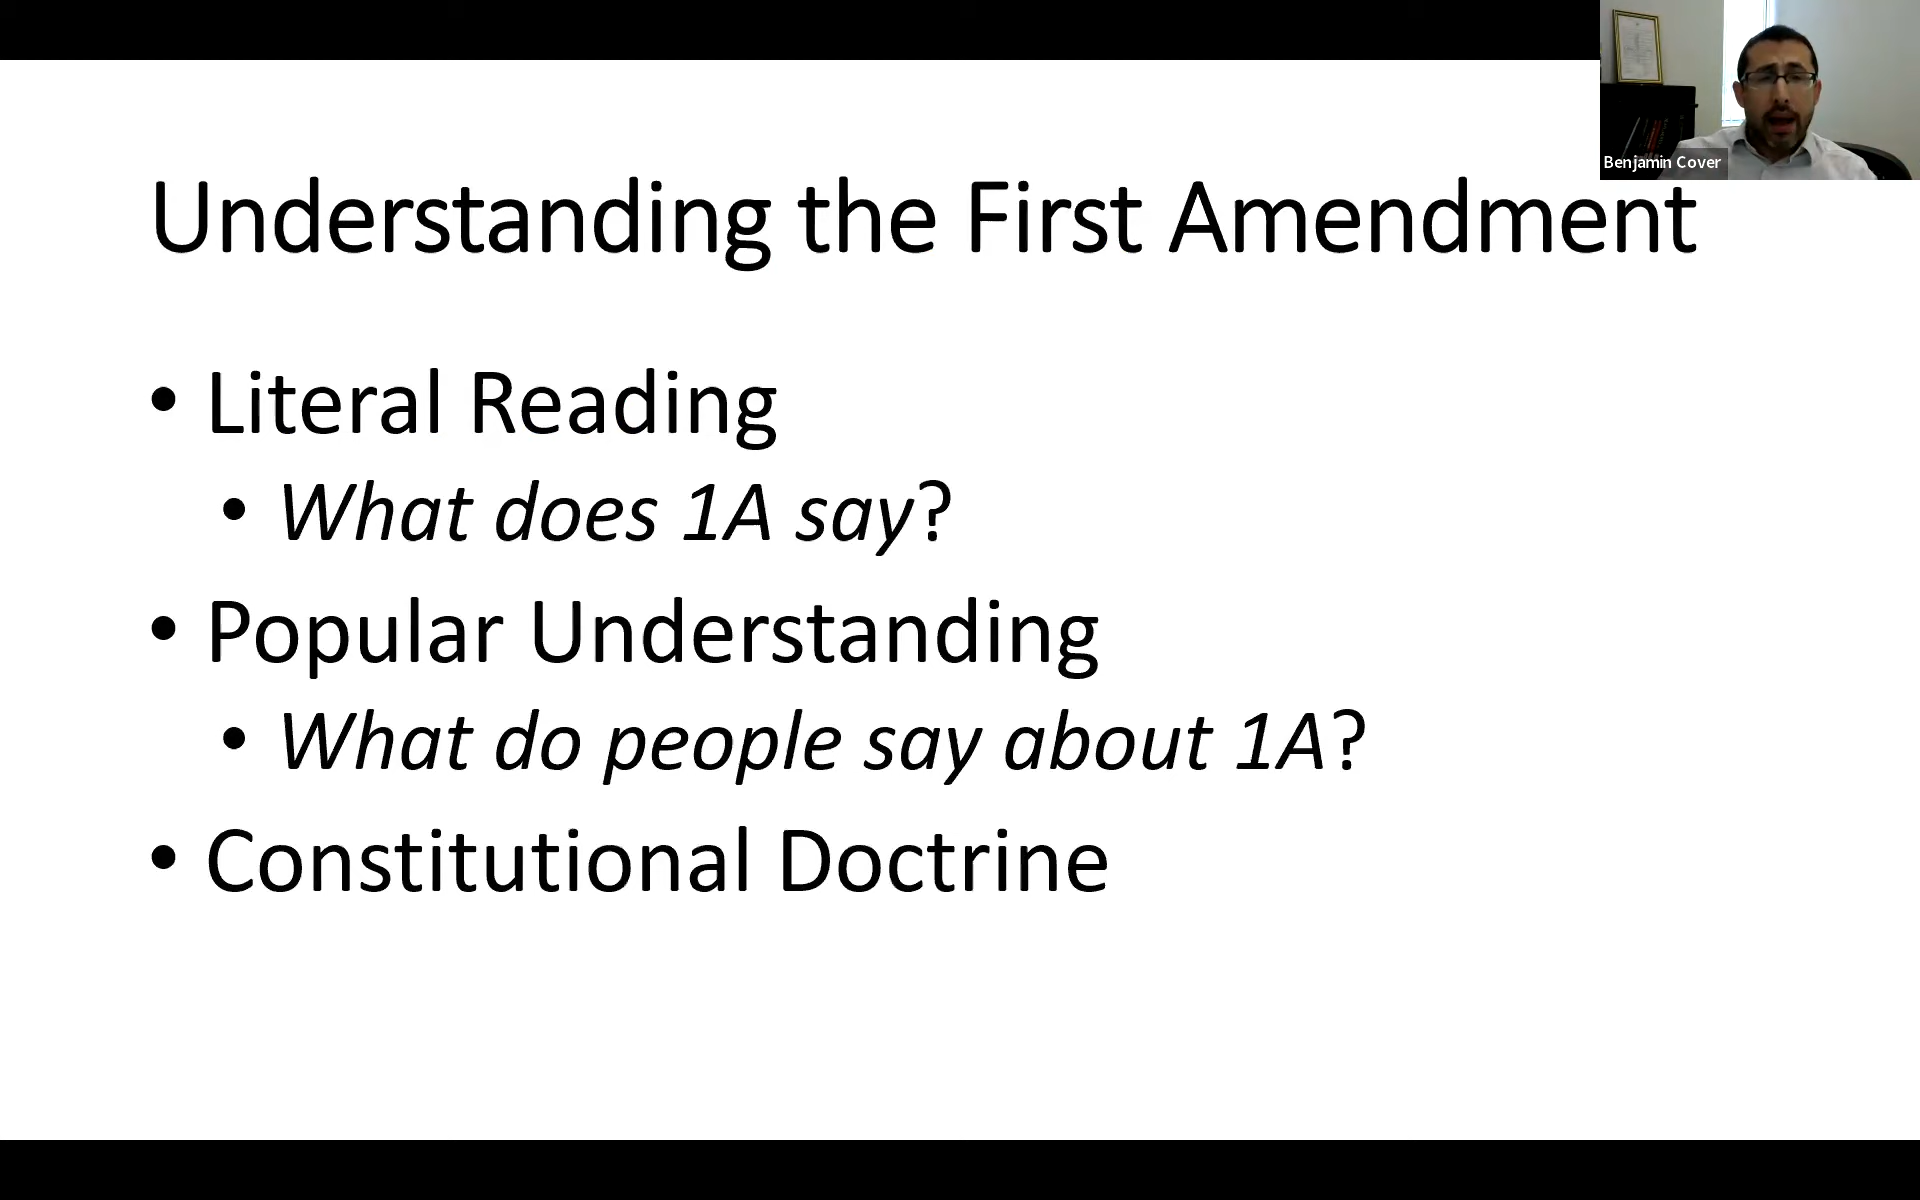 Benjamin Cover
Understanding the First Amendment
• Literal Reading
• What does 1A say?
• Popular Understanding
• What do people say about 1A?
• Constitutional Doctrine